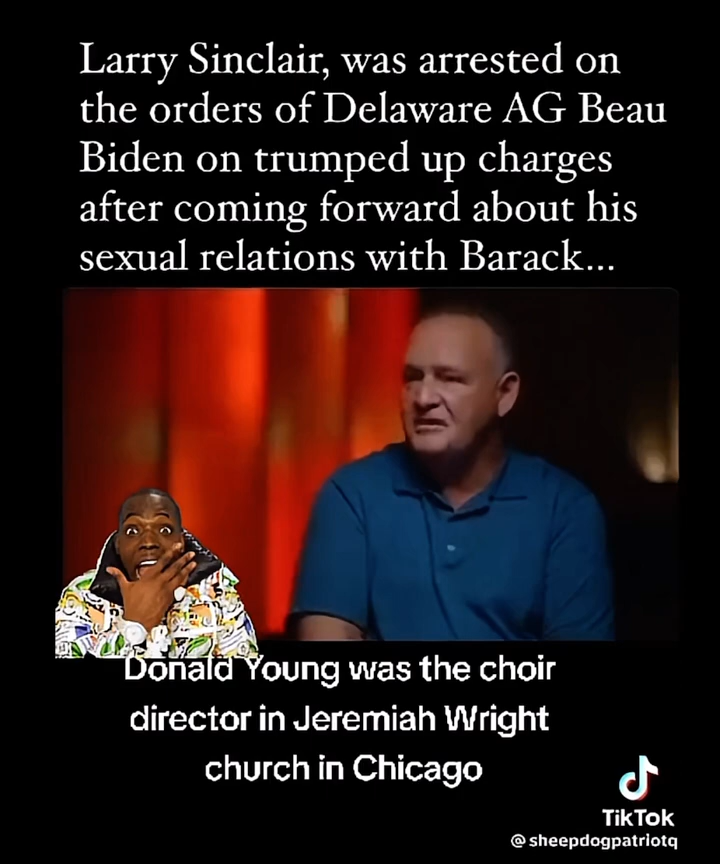 Larry Sinclair, was arrested on
the orders of Delaware AG Beau
Biden on trumped up charges
after coming forward about his
sexual relations with Barack...
Donald Young was the choir
director in Jeremiah Wright
church in Chicago
TikTok
@sheepdogpatriotq